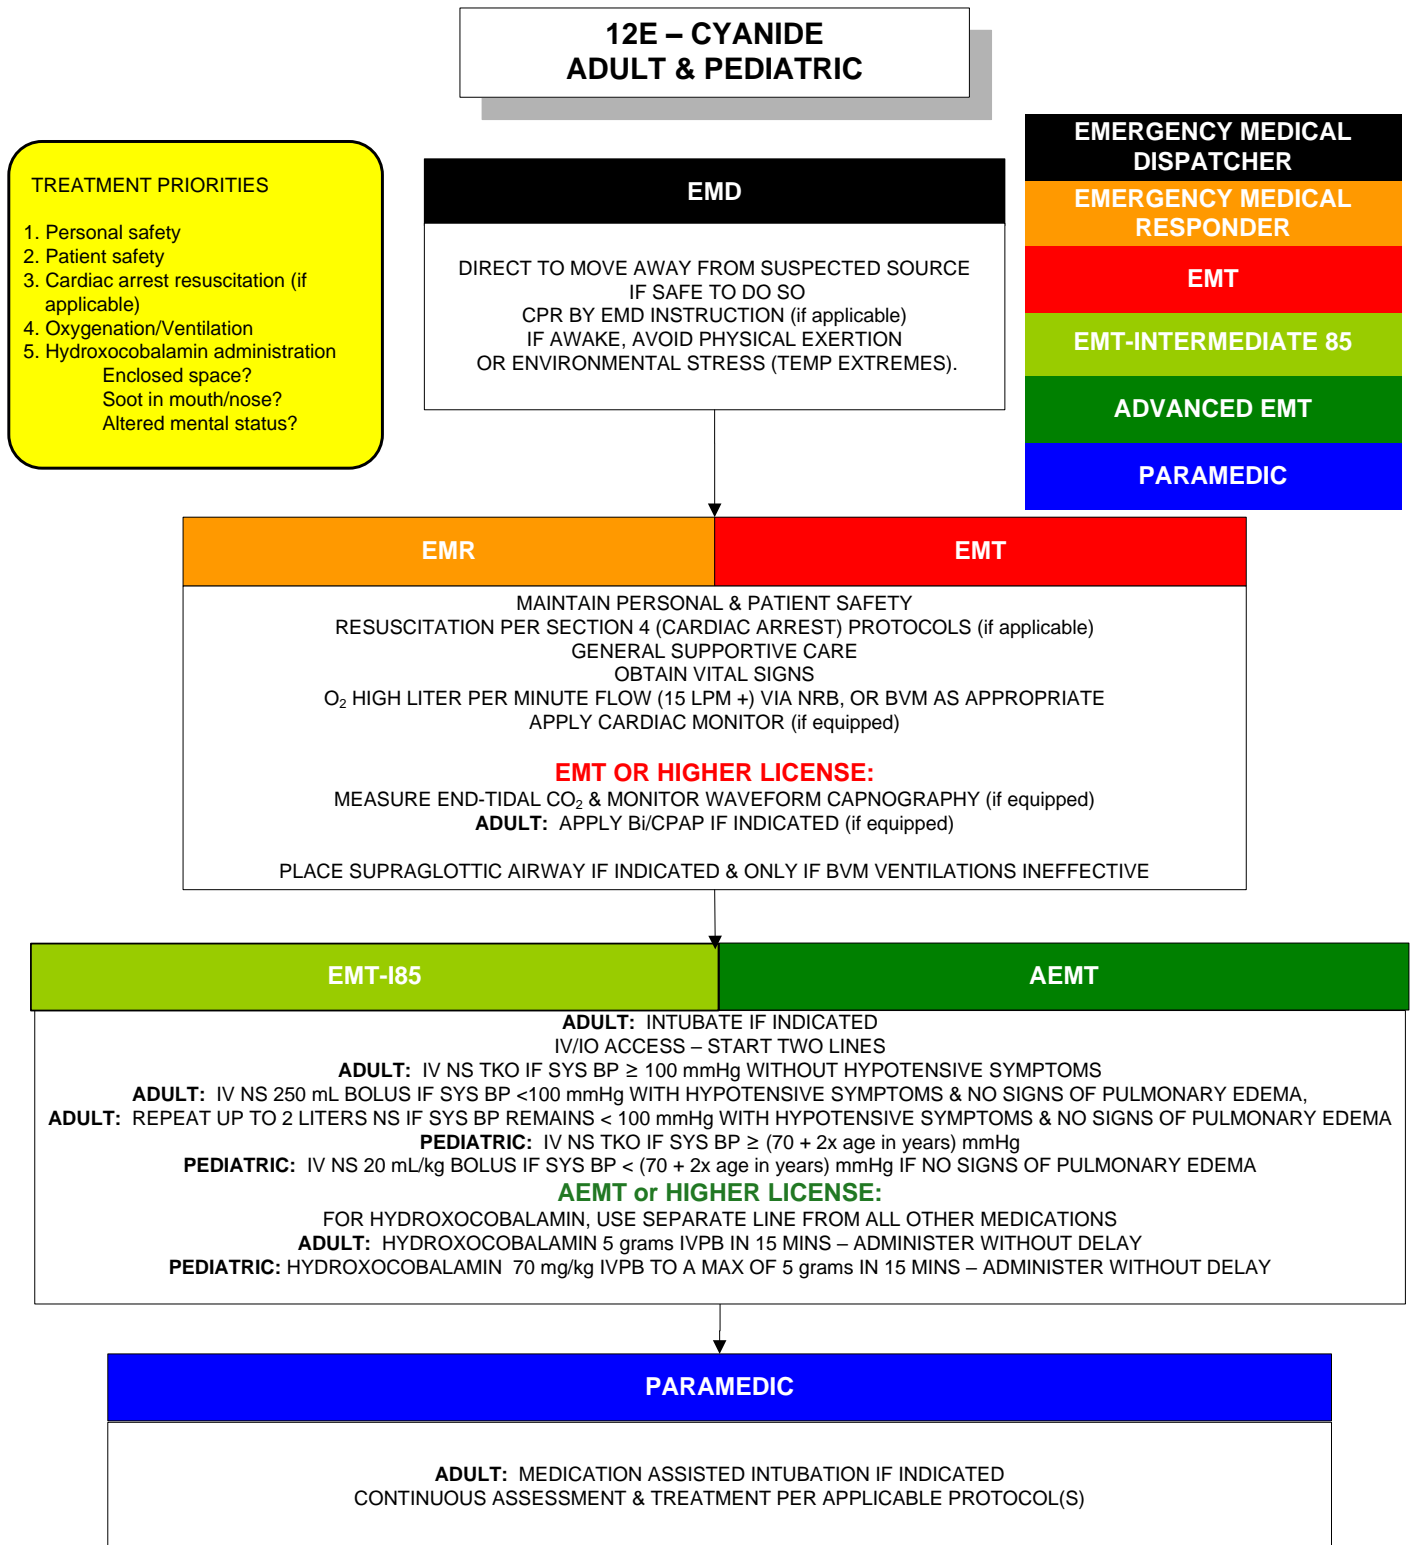 12E – CYANIDE
ADULT & PEDIATRIC
TREATMENT PRIORITIES
1. Personal safety
2. Patient safety
3. Cardiac arrest resuscitation (if
applicable)
4. Oxygenation/Ventilation
5. Hydroxocobalamin administration
Enclosed space?
Soot in mouth/nose?
Altered mental status?
EMD
DIRECT TO MOVE AWAY FROM SUSPECTED SOURCE
IF SAFE TO DO SO
CPR BY EMD INSTRUCTION (if applicable)
IF AWAKE, AVOID PHYSICAL EXERTION
OR ENVIRONMENTAL STRESS (TEMP EXTREMES).
EMERGENCY MEDICAL
DISPATCHER
EMERGENCY MEDICAL
RESPONDER
EMT
EMT-INTERMEDIATE 85
ADVANCED EMT
PARAMEDIC
EMR
EMT
MAINTAIN PERSONAL & PATIENT SAFETY
RESUSCITATION PER SECTION 4 (CARDIAC ARREST) PROTOCOLS (if applicable)
GENERAL SUPPORTIVE CARE
OBTAIN VITAL SIGNS
O₂ HIGH LITER PER MINUTE FLOW (15 LPM +) VIA NRB, OR BVM AS APPROPRIATE
APPLY CARDIAC MONITOR (if equipped)
EMT OR HIGHER LICENSE:
MEASURE END-TIDAL CO₂ & MONITOR WAVEFORM CAPNOGRAPHY (if equipped)
ADULT: APPLY Bi/CPAP IF INDICATED (if equipped)
PLACE SUPRAGLOTTIC AIRWAY IF INDICATED & ONLY IF BVM VENTILATIONS INEFFECTIVE
EMT-I85
AEMT
ADULT: INTUBATE IF INDICATED
IV/IO ACCESS – START TWO LINES
ADULT: IV NS TKO IF SYS BP ≥ 100 mmHg WITHOUT HYPOTENSIVE SYMPTOMS
ADULT: IV NS 250 mL BOLUS IF SYS BP <100 mmHg WITH HYPOTENSIVE SYMPTOMS & NO SIGNS OF PULMONARY EDEMA,
ADULT: REPEAT UP TO 2 LITERS NS IF SYS BP REMAINS < 100 mmHg WITH HYPOTENSIVE SYMPTOMS & NO SIGNS OF PULMONARY EDEMA
PEDIATRIC: IV NS TKO IF SYS BP ≥ (70 + 2x age in years) mmHg
PEDIATRIC: IV NS 20 mL/kg BOLUS IF SYS BP < (70 + 2x age in years) mmHg IF NO SIGNS OF PULMONARY EDEMA
AEMT or HIGHER LICENSE:
FOR HYDROXOCOBALAMIN, USE SEPARATE LINE FROM ALL OTHER MEDICATIONS
ADULT: HYDROXOCOBALAMIN 5 grams IVPB IN 15 MINS – ADMINISTER WITHOUT DELAY
PEDIATRIC: HYDROXOCOBALAMIN 70 mg/kg IVPB TO A MAX OF 5 grams IN 15 MINS – ADMINISTER WITHOUT DELAY
PARAMEDIC
ADULT: MEDICATION ASSISTED INTUBATION IF INDICATED
CONTINUOUS ASSESSMENT & TREATMENT PER APPLICABLE PROTOCOL(S)